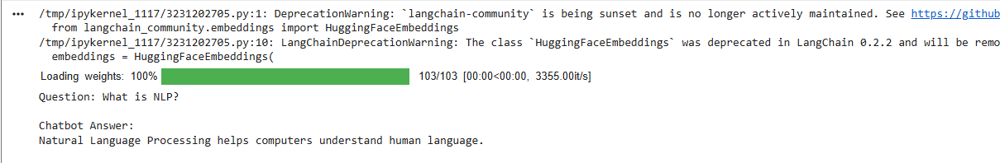 /tmp/ipykernel_1117/3231202705.py:1: DeprecationWarning: `langchain-community` is being sunset and is no longer actively maintained. See https://github
from langchain_community.embeddings import HuggingFaceEmbeddings
/tmp/ipykernel_1117/3231202705.py:10: LangChainDeprecationWarning: The class `HuggingFaceEmbeddings` was deprecated in LangChain 0.2.2 and will be remo
embeddings = HuggingFaceEmbeddings(
Loading weights: 100% 103/103 [00:00<00:00, 3355.00it/s]
Question: What is NLP?
Chatbot Answer:
Natural Language Processing helps computers understand human language.